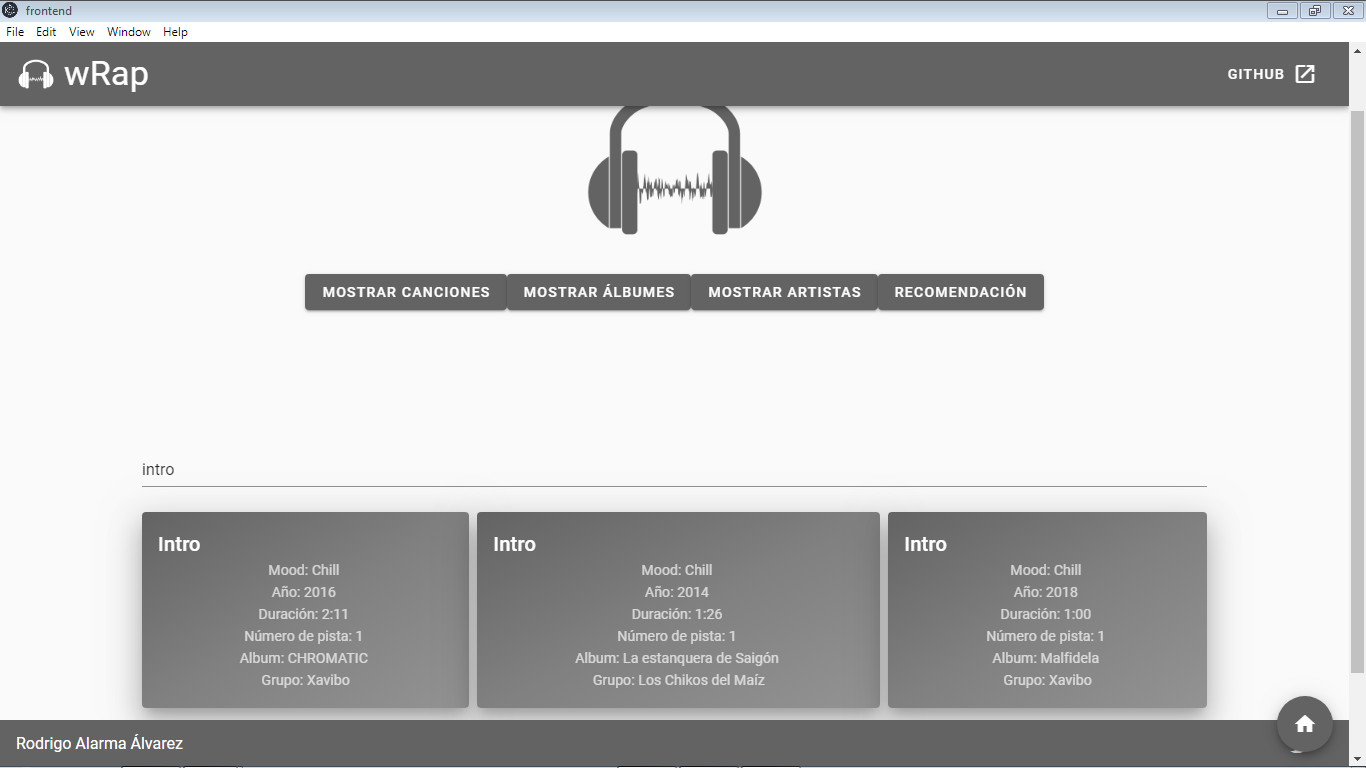 frontend
File Edit View Window Help
wRap
GITHUB
MOSTRAR CANCIONES MOSTRAR ÁLBUMES MOSTRAR ARTISTAS RECOMENDACIÓN
intro
Intro
Mood: Chill
Año: 2016
Duración: 2:11
Número de pista: 1
Album: CHROMATIC
Grupo: Xavibo
Intro
Mood: Chill
Año: 2014
Duración: 1:26
Número de pista: 1
Album: La estanquera de Saigón
Grupo: Los Chikos del Maíz
Intro
Mood: Chill
Año: 2018
Duración: 1:00
Número de pista: 1
Album: Malfidela
Grupo: Xavibo
Rodrigo Alarma Álvarez